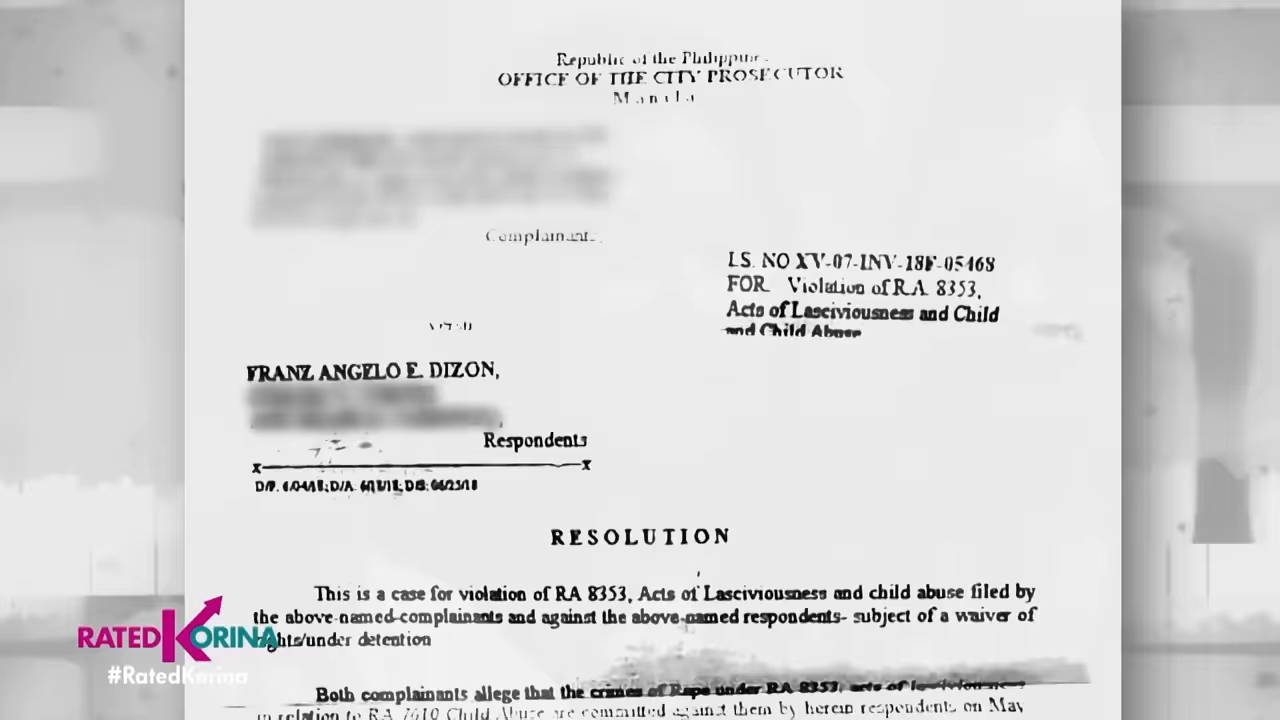 Republic of the Philippine
OFFICE OF THE CITY PROSECUTOR
Manila
Complainants,
I.S. NO XV-07-INV-18F-05468
FOR Violation of R.A. 8353,
Acts of Lasciviousness and Child
and Child Abuse
FRANZ ANGELO E. DIZON,
Respondents
x x
RESOLUTION
This is a case for violation of RA 8353, Acts of Lasciviousness and child abuse filed by
the above-named-complainants and against the above-named respondents- subject of a waiver of
rights/under detention
Both complainants allege that the crimes of Rape under RA 8353, acts of lasciviousness
in relation to RA 7610 Child Abuse are committed against them by herein respondents on May
RATED KORINA
#RatedKorina